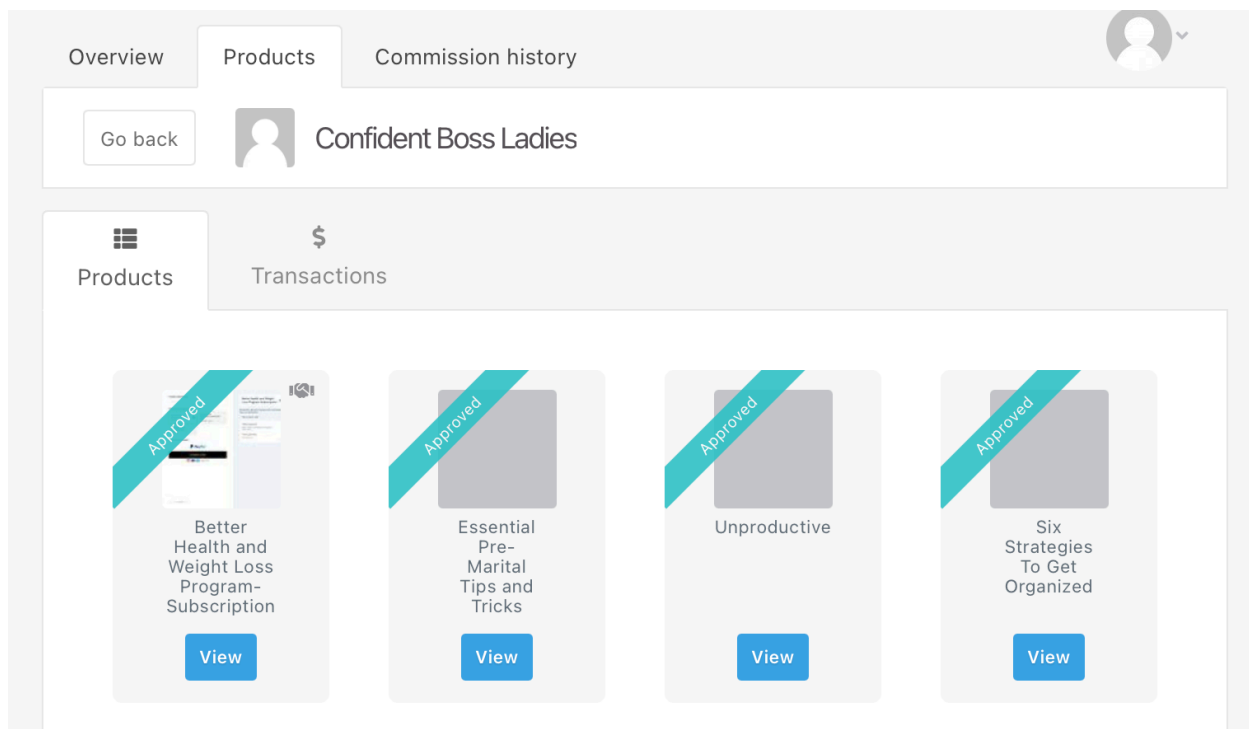 Overview Products Commission history
Go back Confident Boss Ladies
$
Products Transactions
Approved Approved Approved Approved
Better
Health and
Weight Loss
Program-
Subscription
Essential
Pre-
Marital
Tips and
Tricks
Unproductive
Six
Strategies
To Get
Organized
View View View View